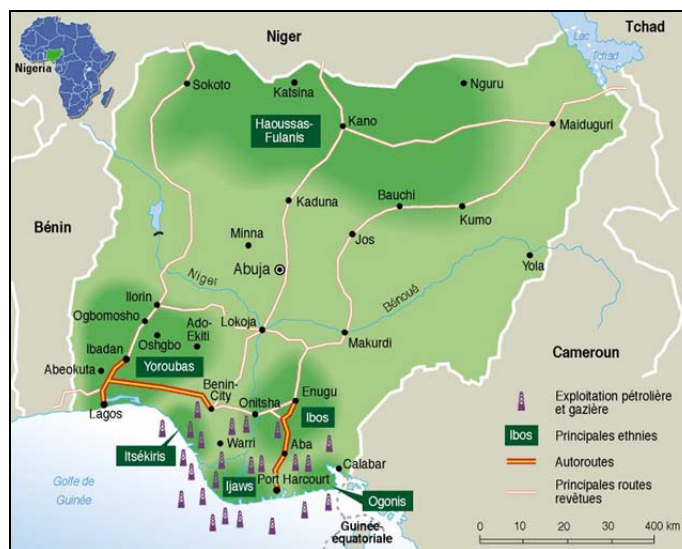 Niger
Tchad
Lac
Tchad
Nigeria
Sokoto
Katsina
Nguru
Haoussas-
Fulanis
Kano
Maiduguri
Bénin
Kaduna
Bauchi
Kumo
Minna
Jos
Abuja
Niger
Bénoué
Yola
Ilorin
Ogbomosho
Ado-
Ekiti
Oshgbo
Lokoja
Makurdi
Ibadan
Yoroubas
Abeokuta
Cameroun
Lagos
Benin-
City
Onitsha
Enugu
Ibos
Itsékiris
Warri
Aba
Calabar
Ijaws
Port Harcourt
Ogonis
Golfe de
Guinée
Guinée-
équatoriale
Exploitation pétrolière
et gazière
Ibos
Principales ethnies
Autoroutes
Principales routes
revêtues
0 10 20 30 400 km